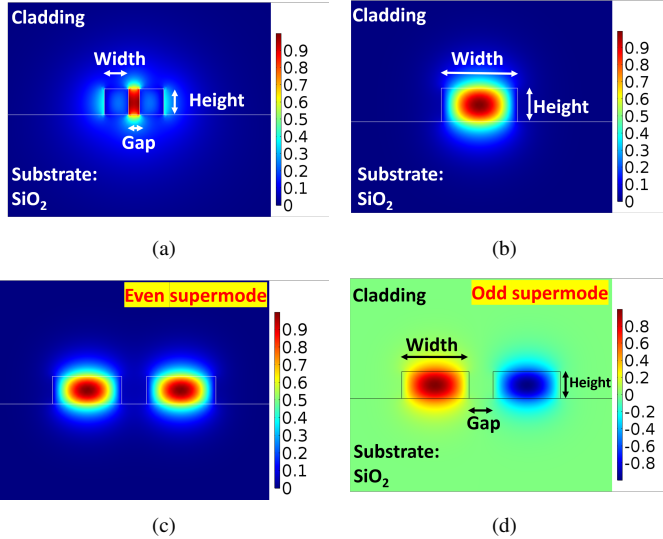 Cladding
Width
Height
Gap
Substrate:
SiO₂
0.9
0.8
0.7
0.6
0.5
0.4
0.3
0.2
0.1
0
(a)
Width
Height
Substrate:
SiO₂
0.9
0.8
0.7
0.6
0.5
0.4
0.3
0.2
0.1
0
(b)
Even supermode
0.9
0.8
0.7
0.6
0.5
0.4
0.3
0.2
0.1
0
(c)
Cladding
Odd supermode
Width
Height
Gap
Substrate:
SiO₂
0.8
0.6
0.4
0.2
0
-0.2
-0.4
-0.6
-0.8
(d)